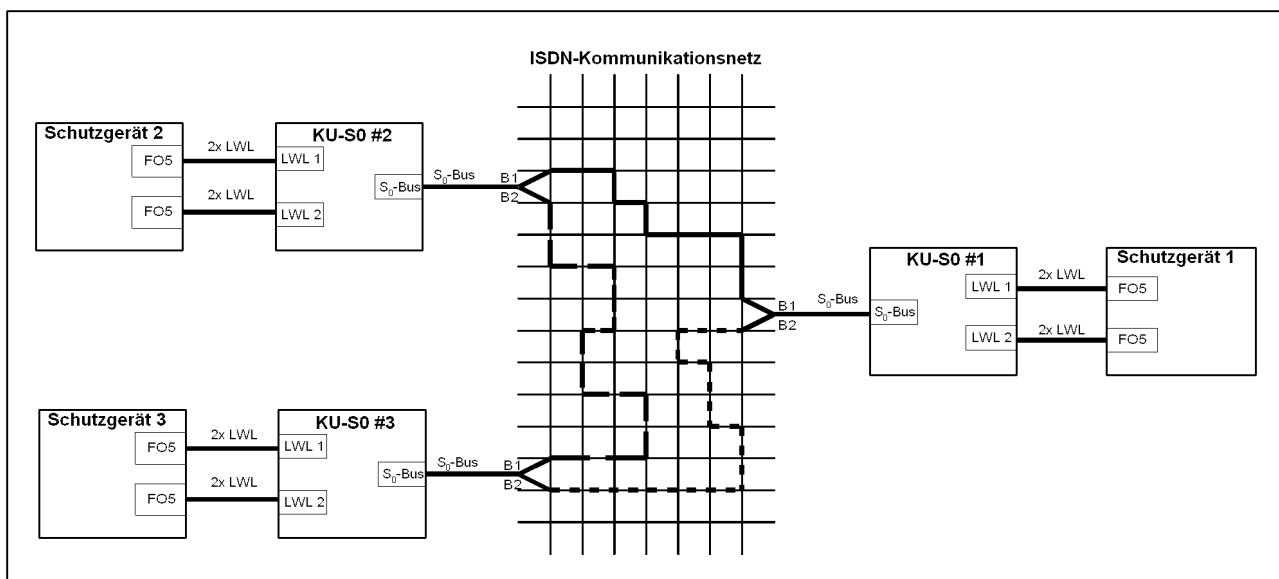 ISDN-Kommunikationsnetz
Schutzgerät 2
FO5
FO5
2x LWL
2x LWL
KU-S0 #2
LWL 1
LWL 2
S₀-Bus
S₀-Bus
B1
B2
KU-S0 #1
S₀-Bus
B1
B2
S₀-Bus
LWL 1
LWL 2
2x LWL
2x LWL
Schutzgerät 1
FO5
FO5
Schutzgerät 3
FO5
FO5
2x LWL
2x LWL
KU-S0 #3
LWL 1
LWL 2
S₀-Bus
S₀-Bus
B1
B2